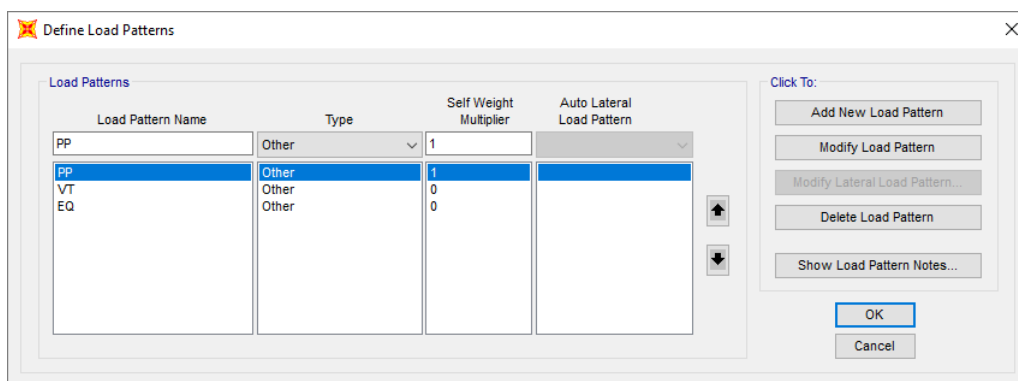 Define Load Patterns
Load Patterns
Click To:
Load Pattern Name Type Self Weight Multiplier Auto Lateral Load Pattern
PP Other 1
PP Other 1
VT Other 0
EQ Other 0
Add New Load Pattern
Modify Load Pattern
Modify Lateral Load Pattern...
Delete Load Pattern
Show Load Pattern Notes...
OK
Cancel